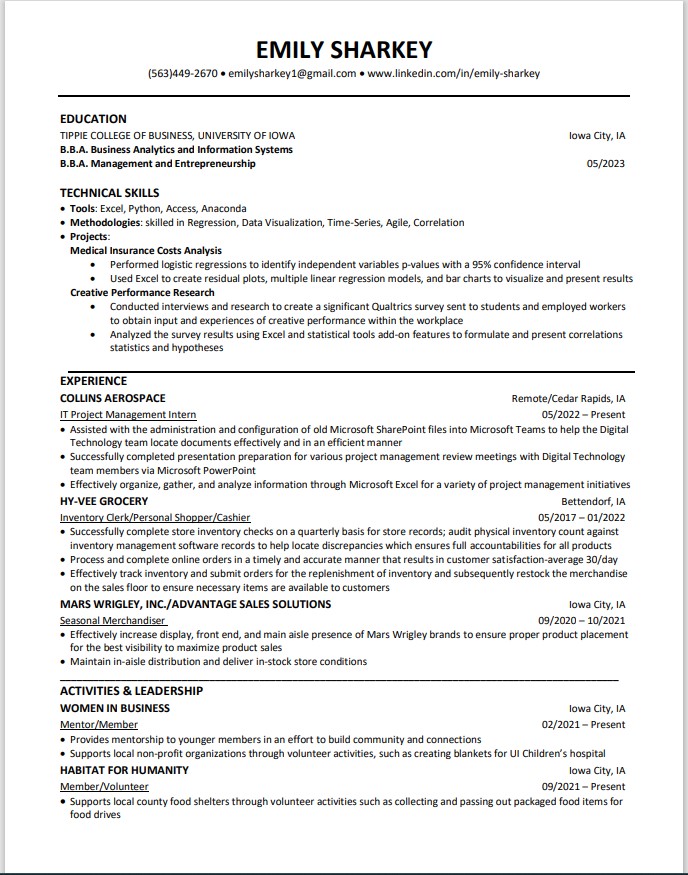 EMILY SHARKEY
(563)449-2670 • emilysharkey1@gmail.com • www.linkedin.com/in/emily-sharkey
EDUCATION
TIPPIE COLLEGE OF BUSINESS, UNIVERSITY OF IOWA Iowa City, IA
B.B.A. Business Analytics and Information Systems
B.B.A. Management and Entrepreneurship 05/2023
TECHNICAL SKILLS
• Tools: Excel, Python, Access, Anaconda
• Methodologies: skilled in Regression, Data Visualization, Time-Series, Agile, Correlation
• Projects:
Medical Insurance Costs Analysis
• Performed logistic regressions to identify independent variables p-values with a 95% confidence interval
• Used Excel to create residual plots, multiple linear regression models, and bar charts to visualize and present results
Creative Performance Research
• Conducted interviews and research to create a significant Qualtrics survey sent to students and employed workers
to obtain input and experiences of creative performance within the workplace
• Analyzed the survey results using Excel and statistical tools add-on features to formulate and present correlations
statistics and hypotheses
EXPERIENCE
COLLINS AEROSPACE Remote/Cedar Rapids, IA
IT Project Management Intern 05/2022 – Present
• Assisted with the administration and configuration of old Microsoft SharePoint files into Microsoft Teams to help the Digital
Technology team locate documents effectively and in an efficient manner
• Successfully completed presentation preparation for various project management review meetings with Digital Technology
team members via Microsoft PowerPoint
• Effectively organize, gather, and analyze information through Microsoft Excel for a variety of project management initiatives
HY-VEE GROCERY Bettendorf, IA
Inventory Clerk/Personal Shopper/Cashier 05/2017 – 01/2022
• Successfully complete store inventory checks on a quarterly basis for store records; audit physical inventory count against
inventory management software records to help locate discrepancies which ensures full accountabilities for all products
• Process and complete online orders in a timely and accurate manner that results in customer satisfaction-average 30/day
• Effectively track inventory and submit orders for the replenishment of inventory and subsequently restock the merchandise
on the sales floor to ensure necessary items are available to customers
MARS WRIGLEY, INC./ADVANTAGE SALES SOLUTIONS Iowa City, IA
Seasonal Merchandiser 09/2020 – 10/2021
• Effectively increase display, front end, and main aisle presence of Mars Wrigley brands to ensure proper product placement
for the best visibility to maximize product sales
• Maintain in-aisle distribution and deliver in-stock store conditions
ACTIVITIES & LEADERSHIP
WOMEN IN BUSINESS Iowa City, IA
Mentor/Member 02/2021 – Present
• Provides mentorship to younger members in an effort to build community and connections
• Supports local non-profit organizations through volunteer activities, such as creating blankets for UI Children's hospital
HABITAT FOR HUMANITY Iowa City, IA
Member/Volunteer 09/2021 – Present
• Supports local county food shelters through volunteer activities such as collecting and passing out packaged food items for
food drives